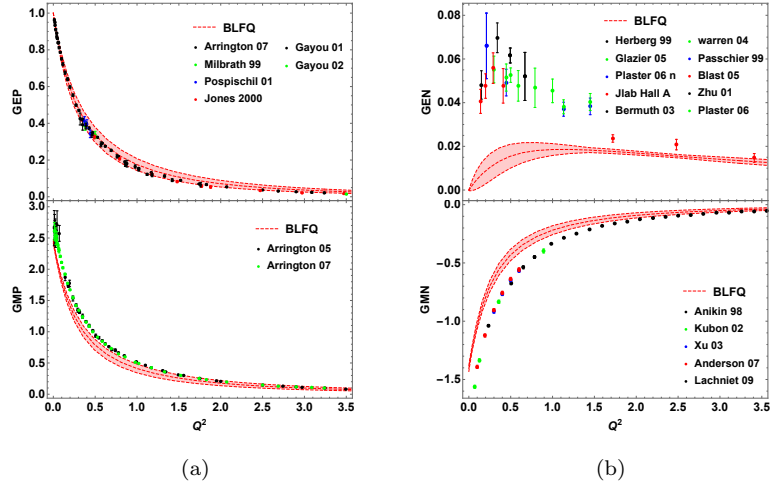 GEP
1.0
0.8
0.6
0.4
0.2
0.0
BLFQ
Arrington 07
Milbrath 99
Pospischil 01
Jones 2000
Gayou 01
Gayou 02
GMP
3.0
2.5
2.0
1.5
1.0
0.5
0.0
BLFQ
Arrington 05
Arrington 07
0.0 0.5 1.0 1.5 2.0 2.5 3.0 3.5
Q²
(a)
GEN
0.08
0.06
0.04
0.02
0.00
BLFQ
Herberg 99
Glazier 05
Plaster 06 n
Jlab Hall A
Bermuth 03
warren 04
Passchier 99
Blast 05
Zhu 01
Plaster 06
GMN
0.0
−0.5
−1.0
−1.5
BLFQ
Anikin 98
Kubon 02
Xu 03
Anderson 07
Lachniet 09
0.0 0.5 1.0 1.5 2.0 2.5 3.0 3.5
Q²
(b)